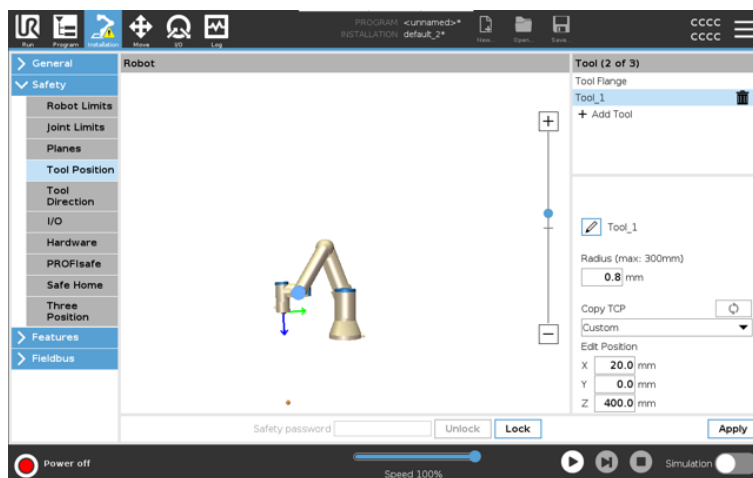 UR
Run
Program
Installation
Move
I/O
Log
PROGRAM <unnamed>*
INSTALLATION default_2*
New...
Open...
Save...
CCCC
CCCC
General
Safety
Robot Limits
Joint Limits
Planes
Tool Position
Tool
Direction
I/O
Hardware
PROFIsafe
Safe Home
Three
Position
Features
Fieldbus
Robot
Tool (2 of 3)
Tool Flange
Tool_1
+ Add Tool
Tool_1
Radius (max: 300mm)
0.8 mm
Copy TCP
Custom
Edit Position
X 20.0 mm
Y 0.0 mm
Z 400.0 mm
Safety password
Unlock
Lock
Apply
Power off
Speed 100%
Simulation